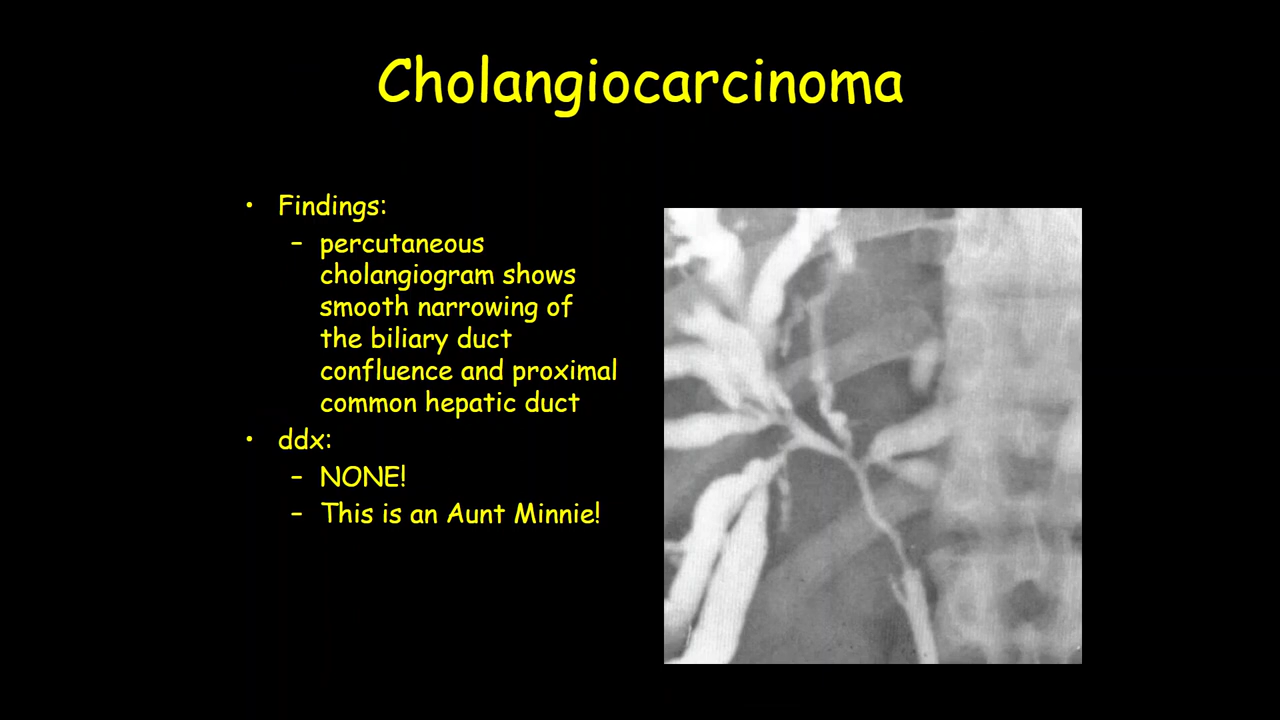 Cholangiocarcinoma
• Findings:
– percutaneous
cholangiogram shows
smooth narrowing of
the biliary duct
confluence and proximal
common hepatic duct
• ddx:
– NONE!
– This is an Aunt Minnie!